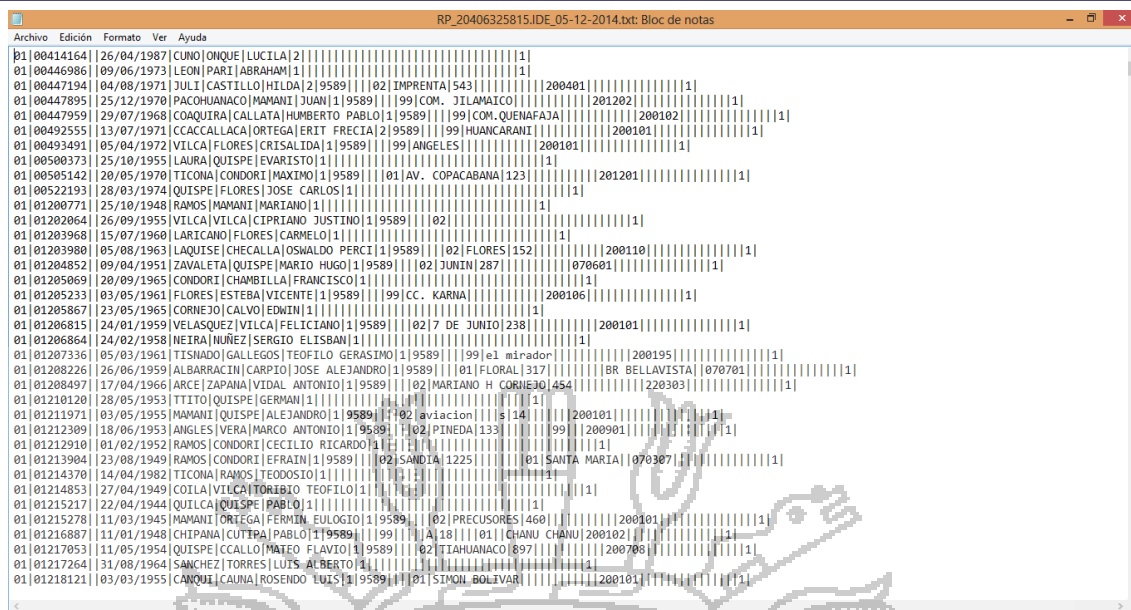 RP_20406325815.IDE_05-12-2014.txt: Bloc de notas
Archivo Edición Formato Ver Ayuda
01|00414164||26/04/1987|CUNO|ONQUE|LUCILA|2|||||||||||||||||||||||||||||||||1|
01|00446986||09/06/1973|LEON|PARI|ABRAHAM|1|||||||||||||||||||||||||||||||||1|
01|00447194||04/08/1971|JULI|CASTILLO|HILDA|2|9589||||02|IMPRENTA|543|||||||||||200401|||||||||||||||1|
01|00447895||25/12/1970|PACOHUANACO|MAMANI|JUAN|1|9589||||99|COM. JILAMAICO||||||||||||201202|||||||||||||||1|
01|00447959||29/07/1968|COAQUIRA|CALLATA|HUMBERTO PABLO|1|9589||||99|COM.QUENAFAJA||||||||||||200102|||||||||||||||1|
01|00492555||13/07/1971|CCACCALLACA|ORTEGA|ERIT FRECIA|2|9589||||99|HUANCARANI||||||||||||200101|||||||||||||||1|
01|00493491||05/04/1972|VILCA|FLORES|CRISALIDA|1|9589||||99|ANGELES||||||||||||200101|||||||||||||||1|
01|00500373||25/10/1955|LAURA|QUISPE|EVARISTO|1|||||||||||||||||||||||||||||||||1|
01|00505142||20/05/1970|TICONA|CONDORI|MAXIMO|1|9589||||01|AV. COPACABANA|123|||||||||||201201|||||||||||||||1|
01|00522193||28/03/1974|QUISPE|FLORES|JOSE CARLOS|1|||||||||||||||||||||||||||||||||1|
01|01200771||25/10/1948|RAMOS|MAMANI|MARIANO|1|||||||||||||||||||||||||||||||||1|
01|01202064||26/09/1955|VILCA|VILCA|CIPRIANO JUSTINO|1|9589||||02||||||||||||||||||||||||||||1|
01|01203968||15/07/1960|LARICANO|FLORES|CARMELO|1|||||||||||||||||||||||||||||||||1|
01|01203980||05/08/1963|LAQUISE|CHECALLA|OSWALDO PERCI|1|9589||||02|FLORES|152|||||||||||200110|||||||||||||||1|
01|01204852||09/04/1951|ZAVALETA|QUISPE|MARIO HUGO|1|9589||||02|JUNIN|287|||||||||||070601|||||||||||||||1|
01|01205069||20/09/1965|CONDORI|CHAMBILLA|FRANCISCO|1|||||||||||||||||||||||||||||||||1|
01|01205233||03/05/1961|FLORES|ESTEBA|VICENTE|1|9589||||99|CC. KARNA||||||||||||200106|||||||||||||||1|
01|01205867||23/05/1965|CORNEJO|CALVO|EDWIN|1|||||||||||||||||||||||||||||||||1|
01|01206815||24/01/1959|VELASQUEZ|VILCA|FELICIANO|1|9589||||02|7 DE JUNIO|238|||||||||||200101|||||||||||||||1|
01|01206864||24/02/1958|NEIRA|NUÑEZ|SERGIO ELISBAN|1|||||||||||||||||||||||||||||||||1|
01|01207336||05/03/1961|TISNADO|GALLEGOS|TEOFILO GERASIMO|1|9589||||99|el mirador||||||||||||200195|||||||||||||||1|
01|01208226||26/06/1959|ALBARRACIN|CARPIO|JOSE ALEJANDRO|1|9589||||01|FLORAL|317|||||||||BR BELLAVISTA||070701|||||||||||||||1|
01|01208497||17/04/1966|ARCE|ZAPANA|VIDAL ANTONIO|1|9589||||02|MARIANO H CORNEJO|454|||||||||||220303|||||||||||||||1|
01|01210120||28/05/1953|TTITO|QUISPE|GERMAN|1|||||||||||||||||||||||||||||||||1|
01|01211971||03/05/1955|MAMANI|QUISPE|ALEJANDRO|1|9589||||02|aviacion||||s|14|||||||200101|||||||||||||||1|
01|01212309||18/06/1953|ANGLES|VERA|MARCO ANTONIO|1|9589||||02|PINEDA|133||||||||99|||200901|||||||||||||||1|
01|01212910||01/02/1952|RAMOS|CONDORI|CECILIO RICARDO|1|||||||||||||||||||||||||||||||||1|
01|01213904||23/08/1949|RAMOS|CONDORI|EFRAIN|1|9589||||02|SANDIA|1225||||||||01|SANTA MARIA||070307|||||||||||||||1|
01|01214370||14/04/1982|TICONA|RAMOS|TEODOSIO|1|||||||||||||||||||||||||||||||||1|
01|01214853||27/04/1949|COILA|VILCA|TORIBIO TEOFILO|1|||||||||||||||||||||||||||||||||1|
01|01215217||22/04/1944|QUILCA|QUISPE|PABLO|1|||||||||||||||||||||||||||||||||1|
01|01215278||11/03/1945|MAMANI|ORTEGA|FERMIN EULOGIO|1|9589||||02|PRECUSORES|460|||||||||||200101|||||||||||||||1|
01|01216887||11/01/1948|CHIPANA|CUTIPA|PABLO|1|9589||||99||||A|18||||01||CHANU CHANU|200102|||||||||||||||1|
01|01217053||11/05/1954|QUISPE|CCALLO|MATEO FLAVIO|1|9589||||02|TIAHUANACO|897|||||||||||200708|||||||||||||||1|
01|01217264||31/08/1964|SANCHEZ|TORRES|LUIS ALBERTO|1|||||||||||||||||||||||||||||||||1|
01|01218121||03/03/1955|CANQUI|CAUNA|ROSENDO LUIS|1|9589||||01|SIMON BOLIVAR||||||||||||200101|||||||||||||||1|